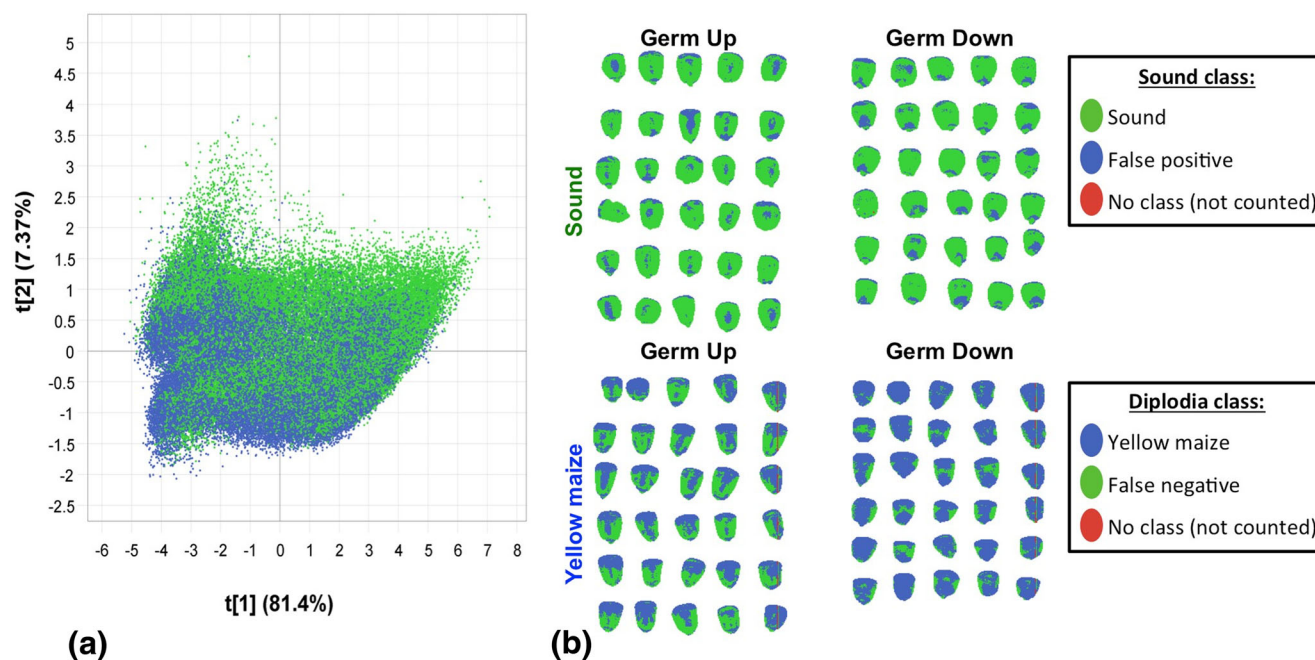 5
4.5
4
3.5
3
2.5
2
1.5
1
0.5
0
-0.5
-1
-1.5
-2
-2.5
t[2] (7.37%)
-6 -5 -4 -3 -2 -1 0 1 2 3 4 5 6 7 8
t[1] (81.4%)
(a)
Germ Up
Germ Down
Sound
Germ Up
Germ Down
Yellow maize
(b)
Sound class:
Sound
False positive
No class (not counted)
Diplodia class:
Yellow maize
False negative
No class (not counted)